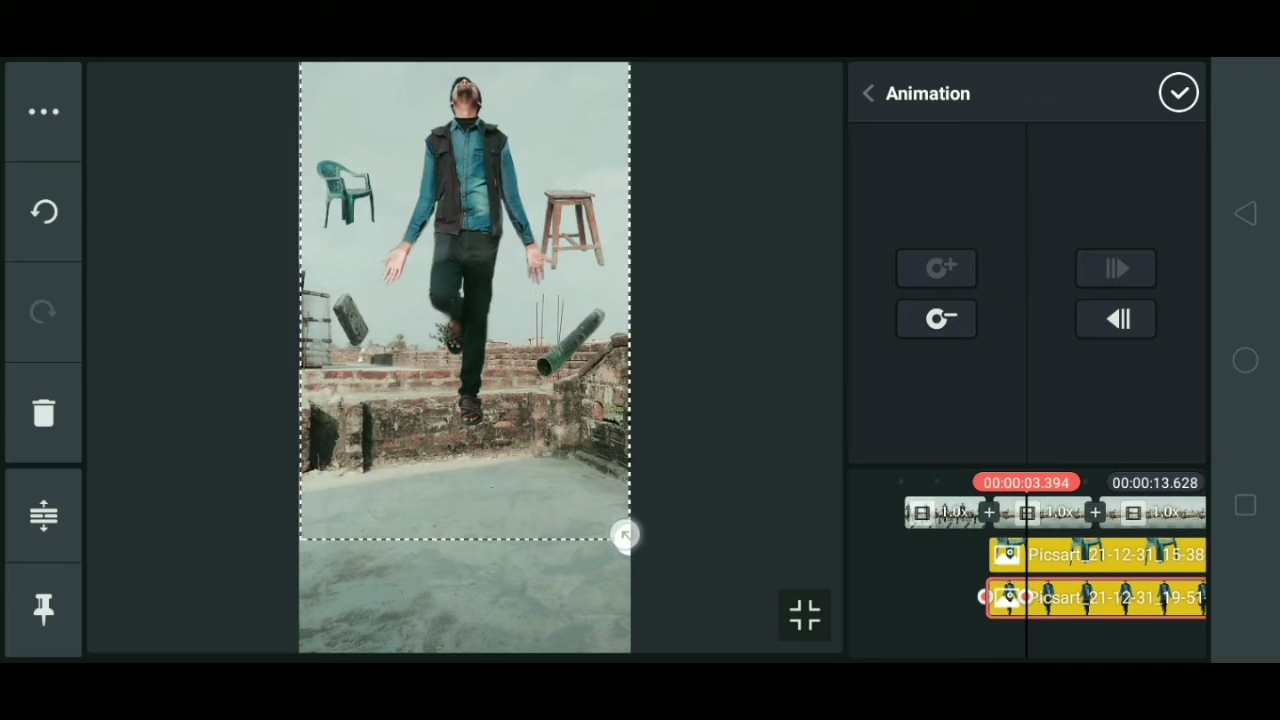 Animation
00:00:03.394
00:00:13.628
1.0x
1.0x
1.0x
Picsart_21-12-31_15-38
Picsart_21-12-31_19-51-